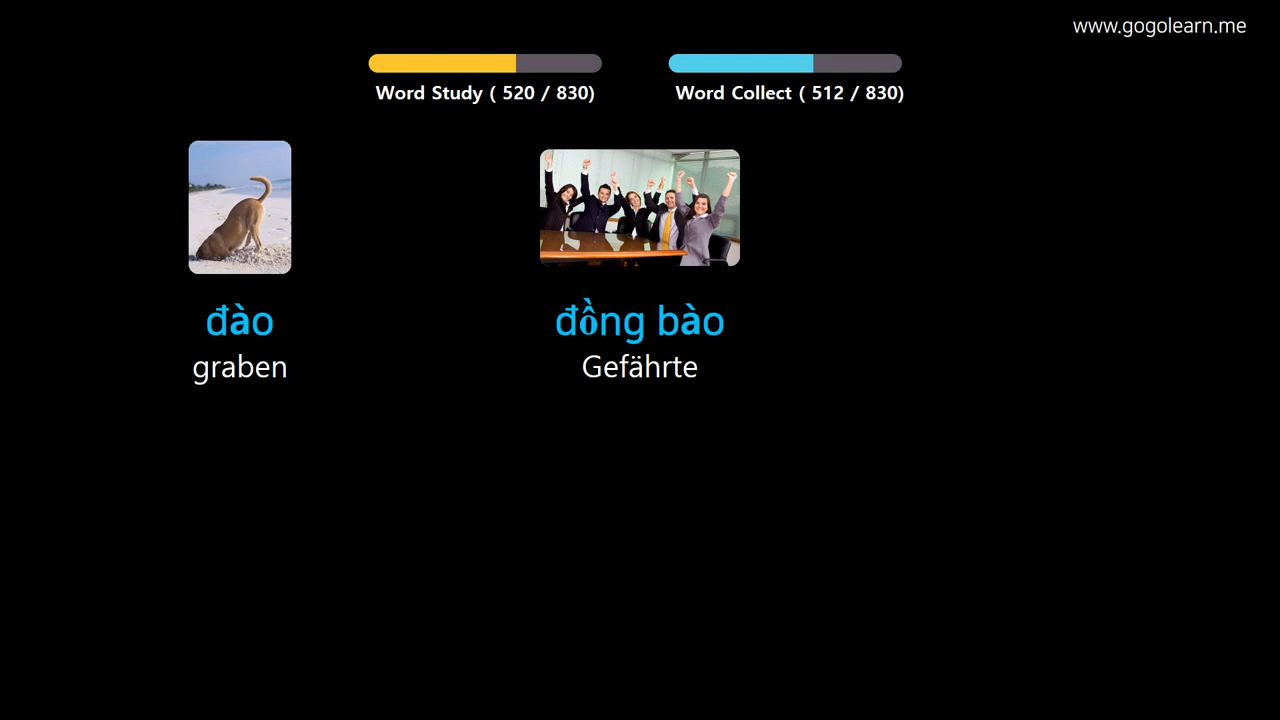 www.gogolearn.me
Word Study ( 520 / 830)
Word Collect ( 512 / 830)
đào
đồng bào
graben
Gefährte